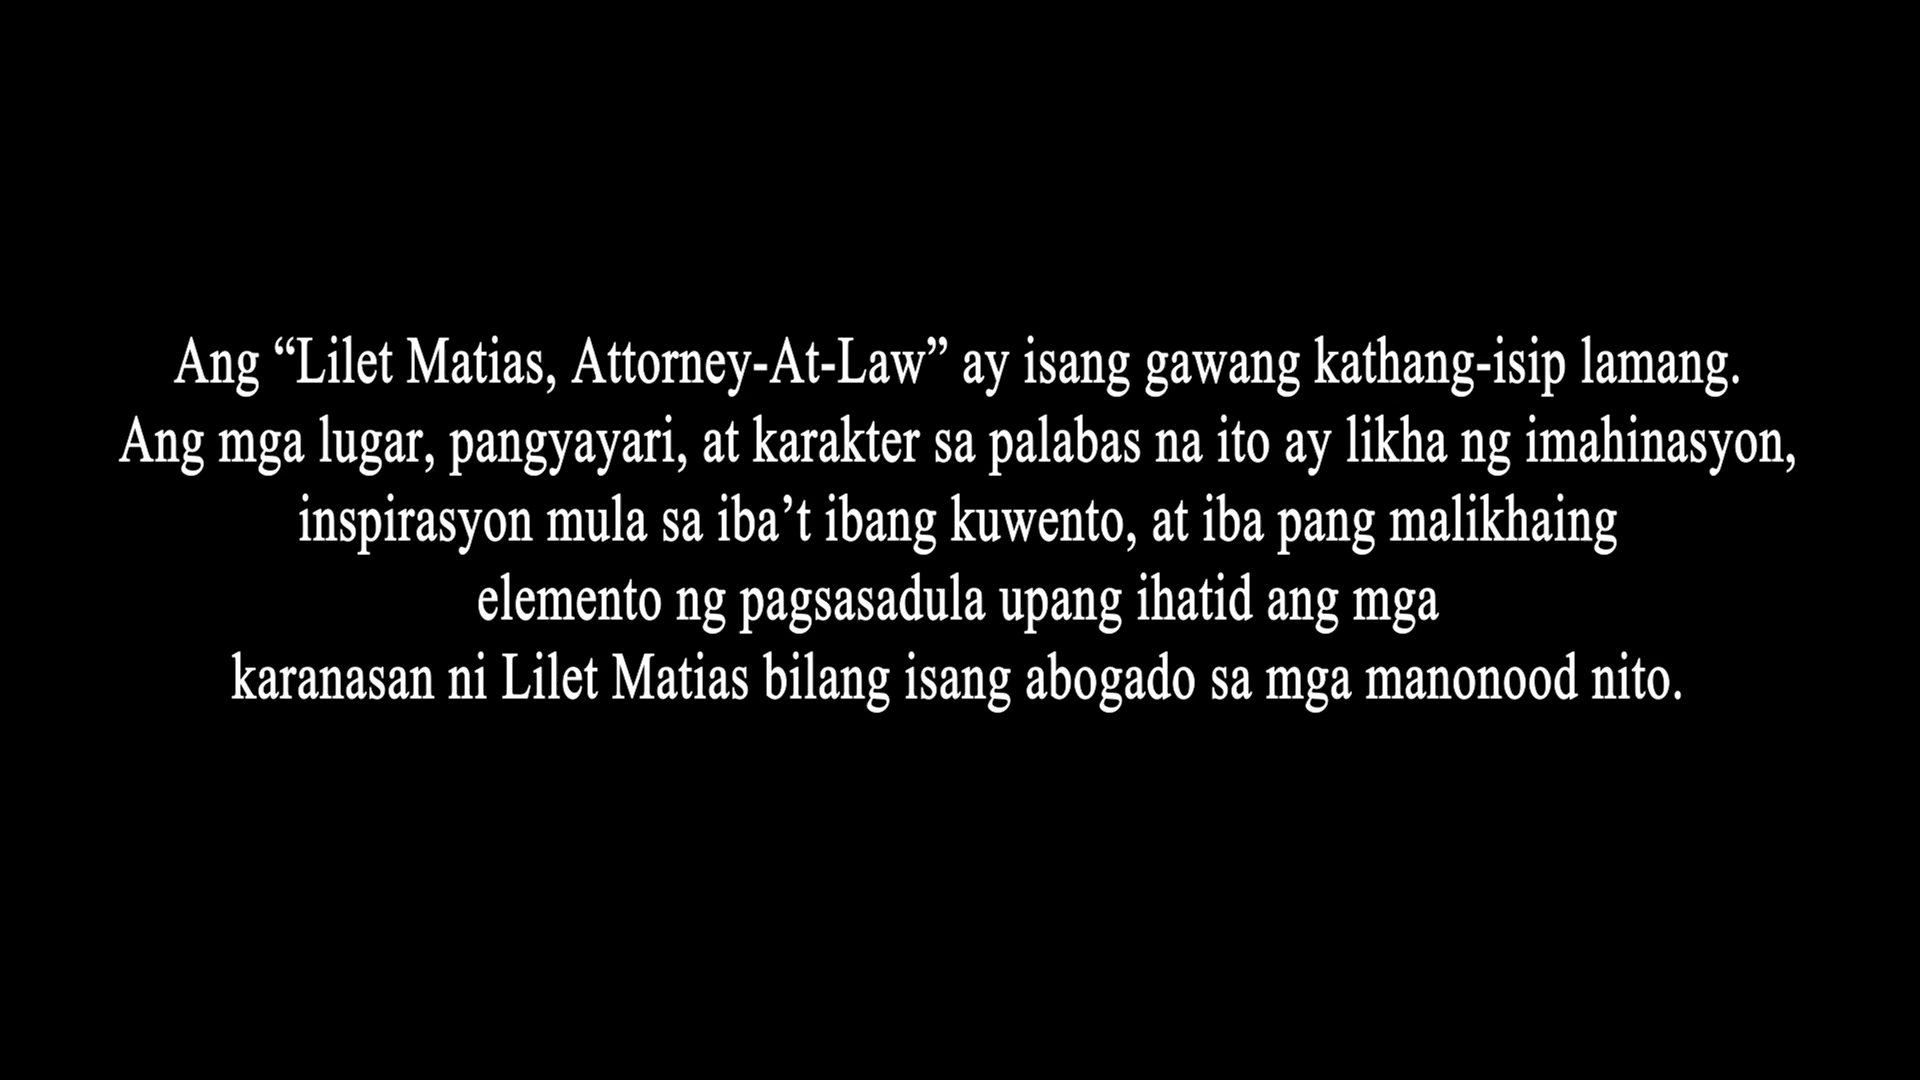 Ang “Lilet Matias, Attorney-At-Law” ay isang gawang kathang-isip lamang.
Ang mga lugar, pangyayari, at karakter sa palabas na ito ay likha ng imahinasyon,
inspirasyon mula sa iba’t ibang kuwento, at iba pang malikhaing
elemento ng pagsasadula upang ihatid ang mga
karanasan ni Lilet Matias bilang isang abogado sa mga manonood nito.